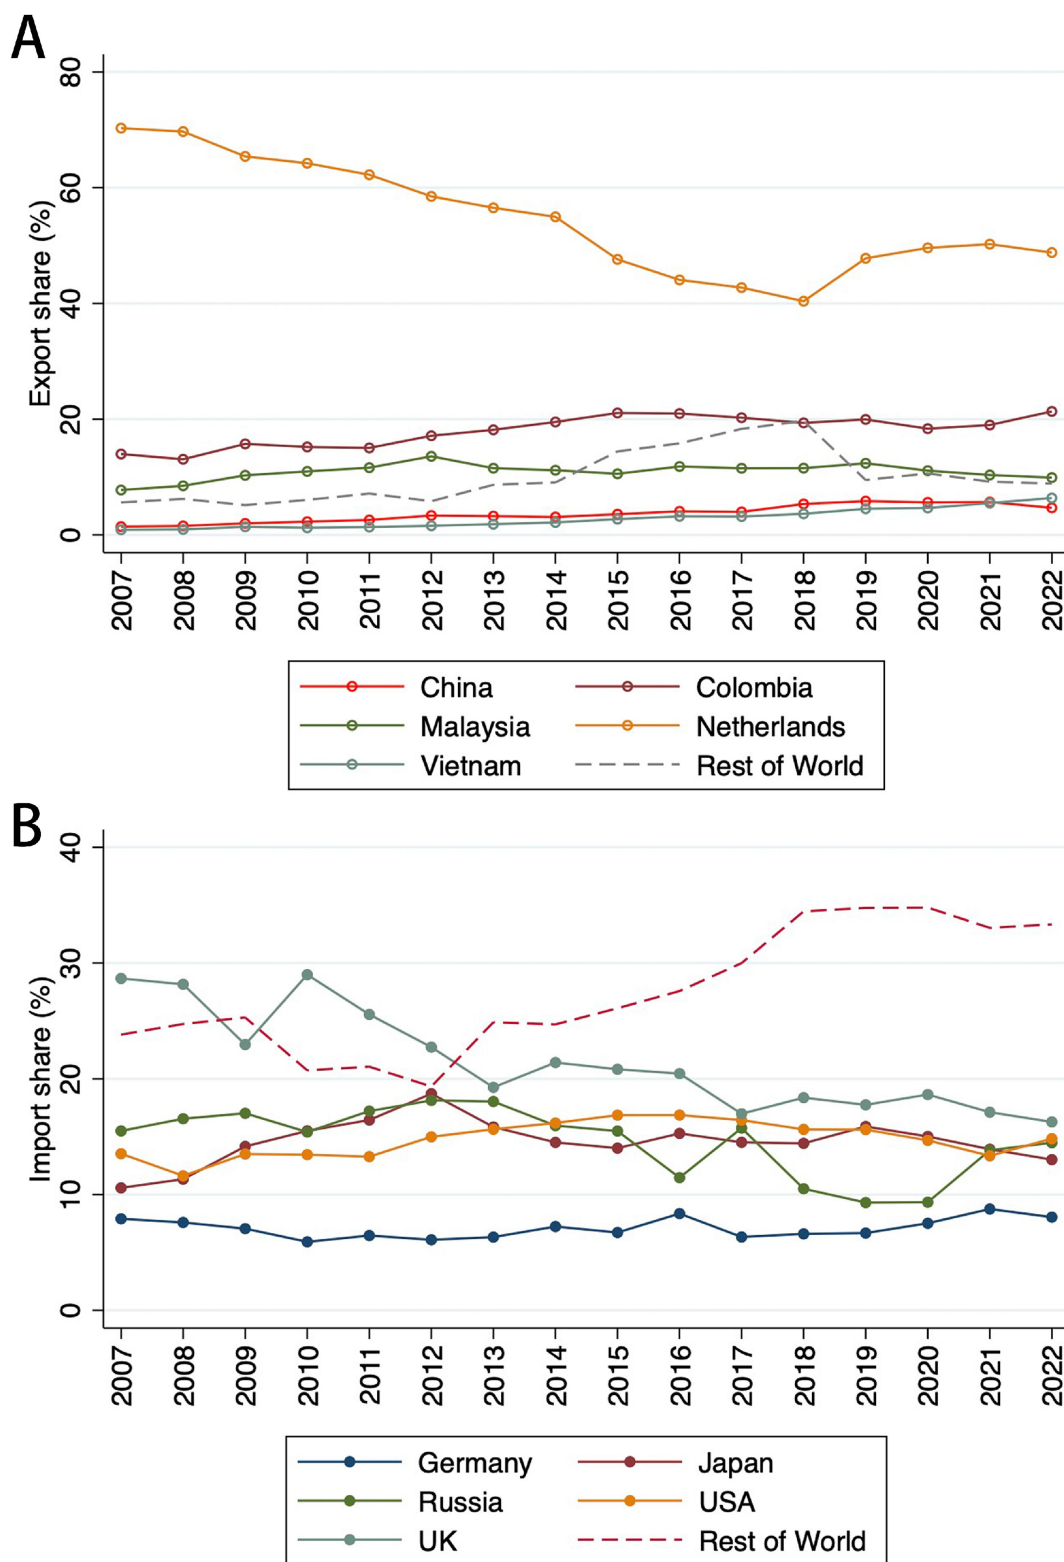 A
Export share (%)
80
60
40
20
0
2007 2008 2009 2010 2011 2012 2013 2014 2015 2016 2017 2018 2019 2020 2021 2022
China Colombia
Malaysia Netherlands
Vietnam Rest of World
B
Import share (%)
40
30
20
10
0
2007 2008 2009 2010 2011 2012 2013 2014 2015 2016 2017 2018 2019 2020 2021 2022
Germany Japan
Russia USA
UK Rest of World